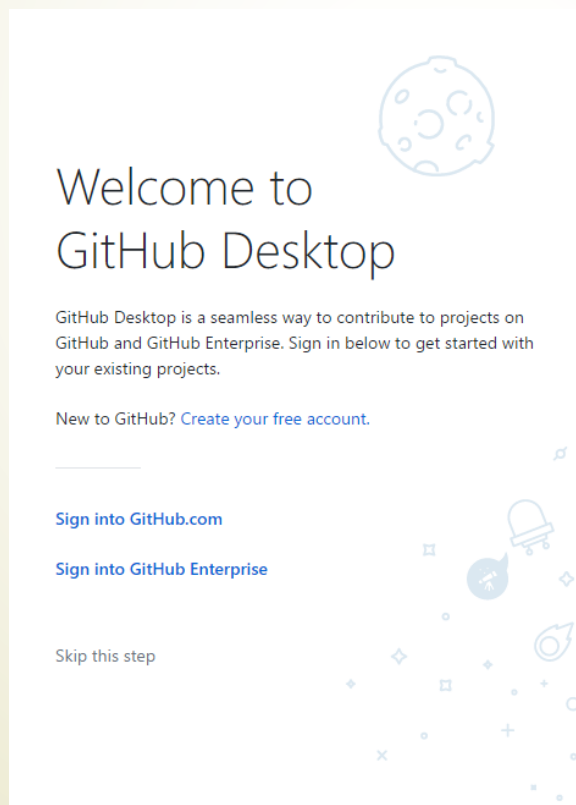 Welcome to
GitHub Desktop
GitHub Desktop is a seamless way to contribute to projects on
GitHub and GitHub Enterprise. Sign in below to get started with
your existing projects.
New to GitHub? Create your free account.
Sign into GitHub.com
Sign into GitHub Enterprise
Skip this step